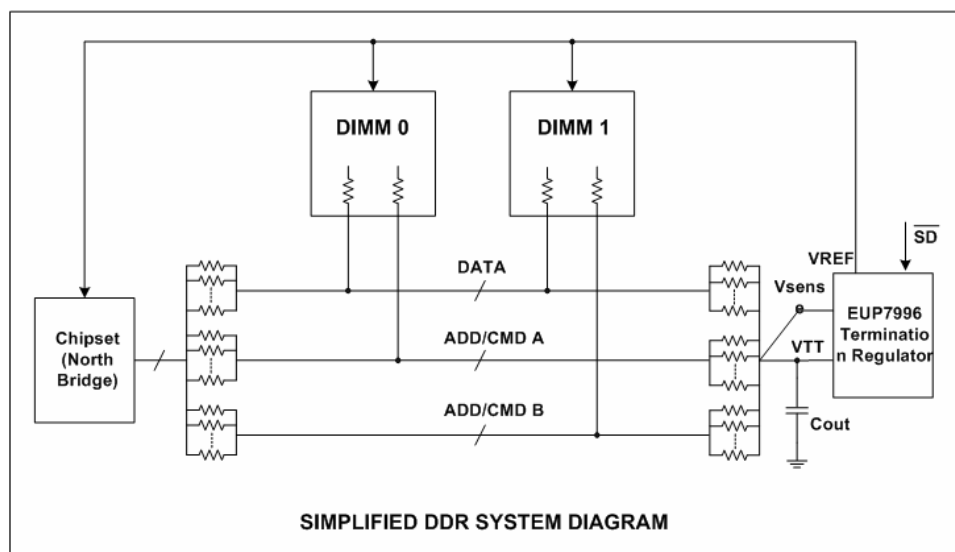 DIMM 0
DIMM 1
SD
VREF
DATA
Vsens
EUP7996
Terminatio
n Regulator
Chipset
(North
Bridge)
ADD/CMD A
VTT
ADD/CMD B
Cout
SIMPLIFIED DDR SYSTEM DIAGRAM